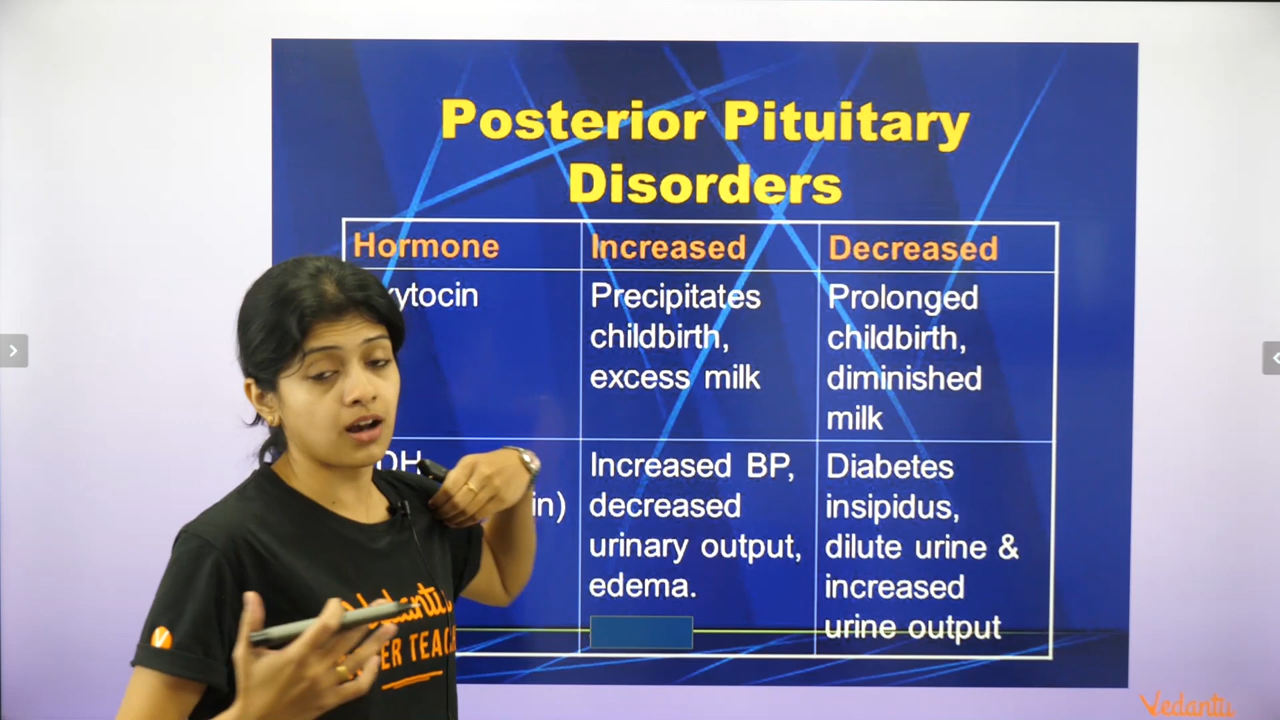 Posterior Pituitary
Disorders
Hormone
Increased
Decreased
Precipitates
childbirth,
excess milk
Prolonged
childbirth,
diminished
milk
Increased BP,
decreased
urinary output,
edema.
Diabetes
insipidus,
dilute urine &
increased
urine output
Vedantu
Vedantu